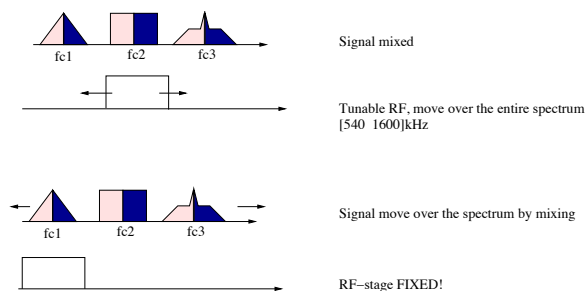 fc1 fc2 fc3
Signal mixed
Tunable RF, move over the entire spectrum
[540 1600]kHz
fc1 fc2 fc3
Signal move over the spectrum by mixing
RF−stage FIXED!